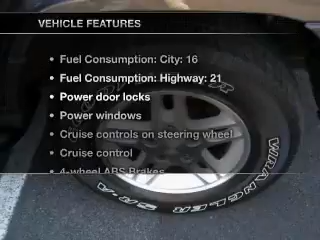 VEHICLE FEATURES
• Fuel Consumption: City: 16
• Fuel Consumption: Highway: 21
• Power door locks
• Power windows
• Cruise controls on steering wheel
• Cruise control
• 4-wheel ABS Brakes
WRANGLER
SR-A